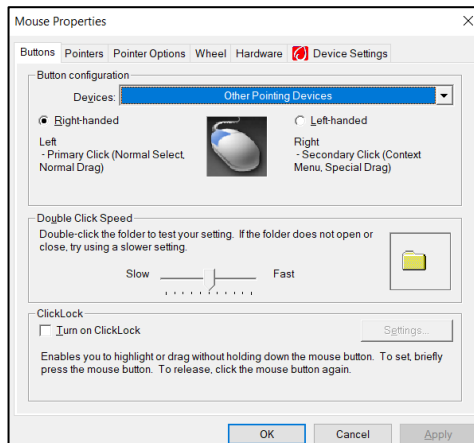 Mouse Properties
Buttons Pointers Pointer Options Wheel Hardware Device Settings
Button configuration
Devices: Other Pointing Devices
Right-handed Left-handed
Left
- Primary Click (Normal Select,
Normal Drag)
Right
- Secondary Click (Context
Menu, Special Drag)
Double Click Speed
Double-click the folder to test your setting. If the folder does not open or
close, try using a slower setting.
Slow Fast
ClickLock
Turn on ClickLock Settings...
Enables you to highlight or drag without holding down the mouse button. To set, briefly
press the mouse button. To release, click the mouse button again.
OK Cancel Apply